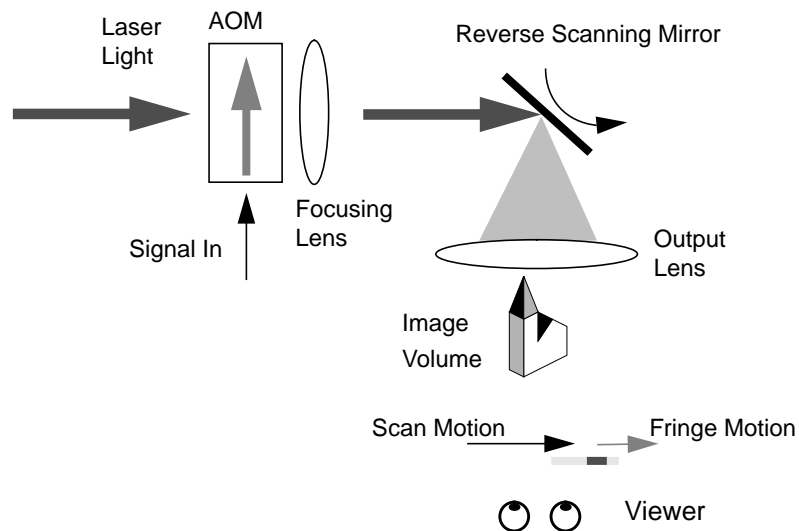 AOM
Laser
Light
Reverse Scanning Mirror
Focusing
Lens
Signal In
Output
Lens
Image
Volume
Scan Motion
Fringe Motion
Viewer